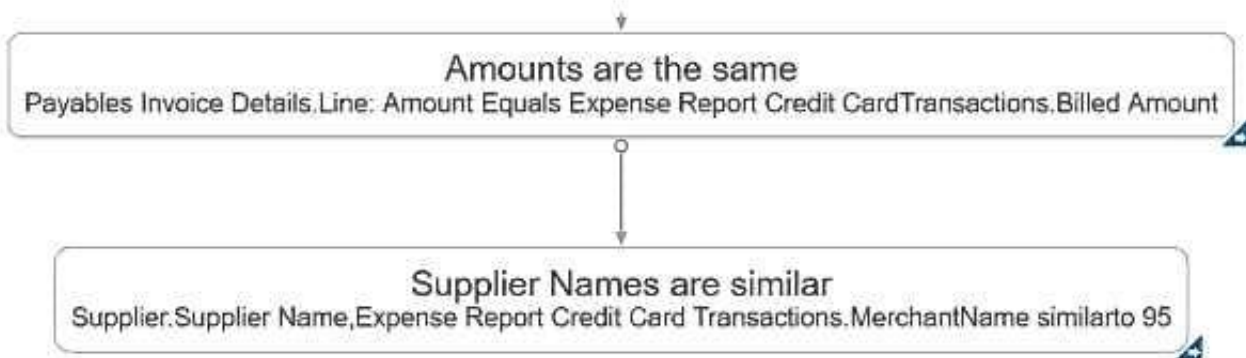 Amounts are the same
Payables Invoice Details.Line: Amount Equals Expense Report Credit CardTransactions.Billed Amount
Supplier Names are similar
Supplier.Supplier Name,Expense Report Credit Card Transactions.MerchantName similarto 95